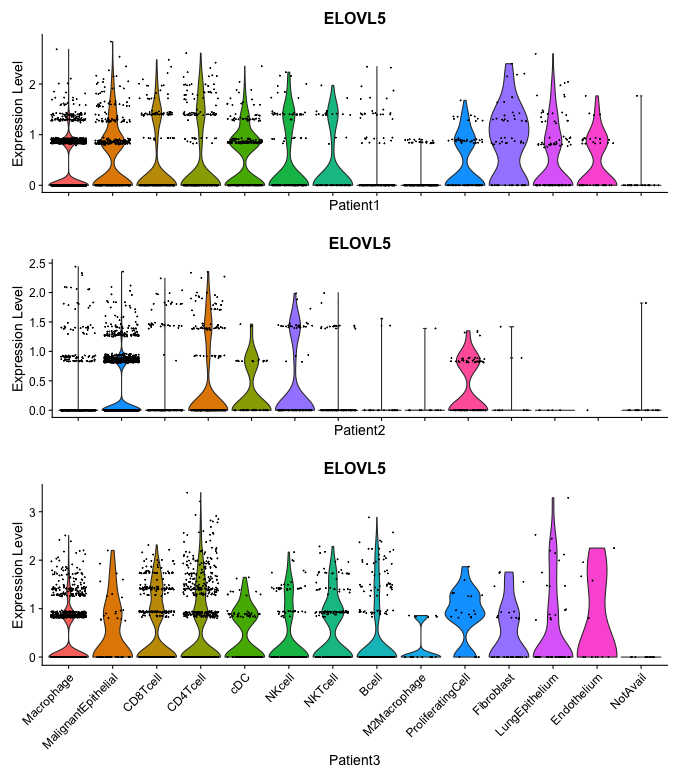 ELOVL5
Expression Level
2
1
0
Patient1
ELOVL5
Expression Level
2.5
2.0
1.5
1.0
0.5
0.0
Patient2
ELOVL5
Expression Level
3
2
1
0
Macrophage
MalignantEpithelial
CD8Tcell
CD4Tcell
cDC
NKcell
NKTcell
Bcell
M2Macrophage
ProliferatingCell
Fibroblast
LungEpithelium
Endothelium
NotAvail
Patient3